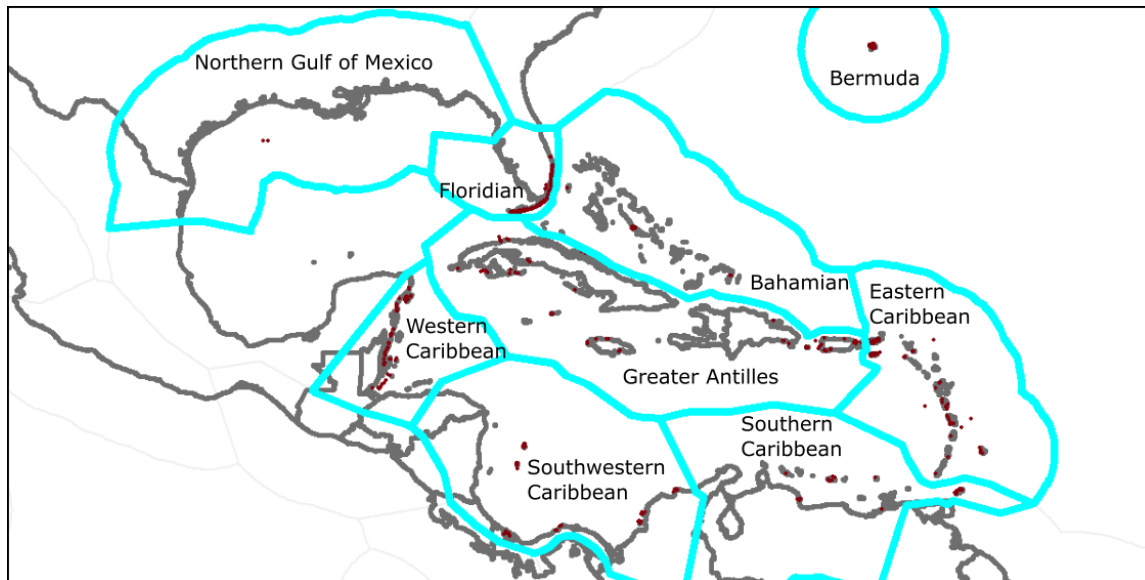 Northern Gulf of Mexico
Bermuda
Floridian
Bahamian
Eastern
Caribbean
Western
Caribbean
Greater Antilles
Southern
Caribbean
Southwestern
Caribbean